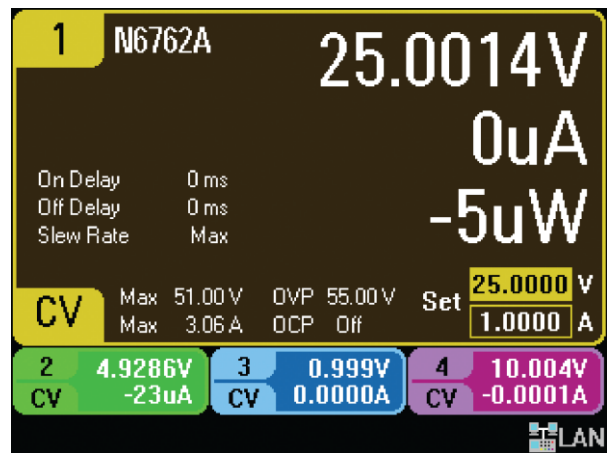 1 N6762A 25.0014V
0uA
On Delay 0 ms
Off Delay 0 ms
-5uW
Slew Rate Max
CV Max 51.00 V OVP 55.00 V Set 25.0000 V
Max 3.06 A OCP Off 1.0000 A
2 4.9286V 3 0.999V 4 10.004V
CV -23uA CV 0.0000A CV -0.0001A
LAN